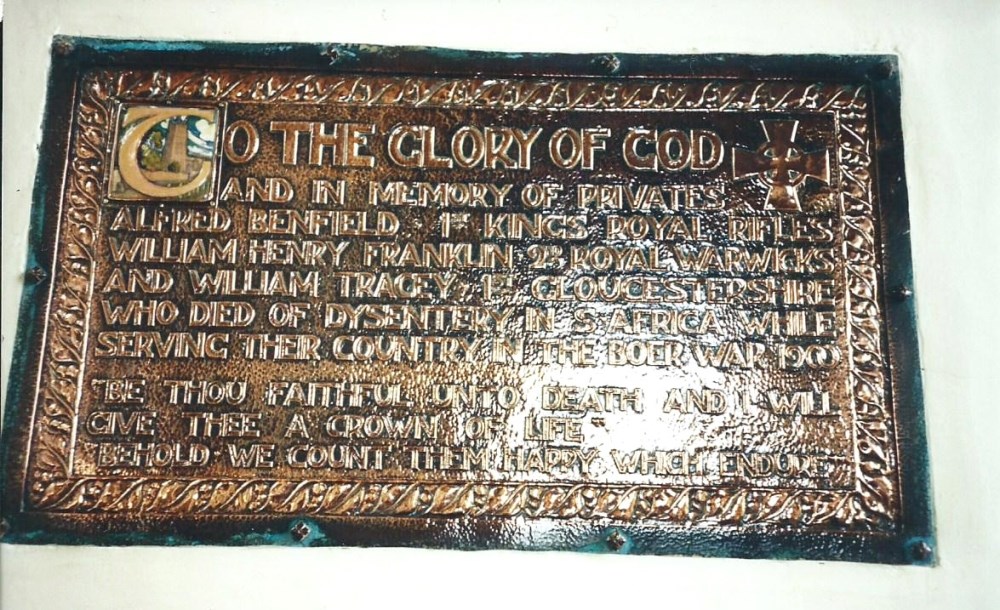 TO THE GLORY OF GOD
AND IN MEMORY OF PRIVATES
ALFRED BENFIELD 1ST KINGS ROYAL RIFLES
WILLIAM HENRY FRANKLIN 2ND ROYAL WARWICKS
AND WILLIAM TRACEY, 1ST GLOUCESTERSHIRE
WHO DIED OF DYSENTERY IN S. AFRICA WHILE
SERVING THEIR COUNTRY IN THE BOER WAR 1900
"BE THOU FAITHFUL UNTO DEATH AND I WILL
GIVE THEE A CROWN OF LIFE"
"BEHOLD WE COUNT THEM HAPPY WHICH ENDURE"